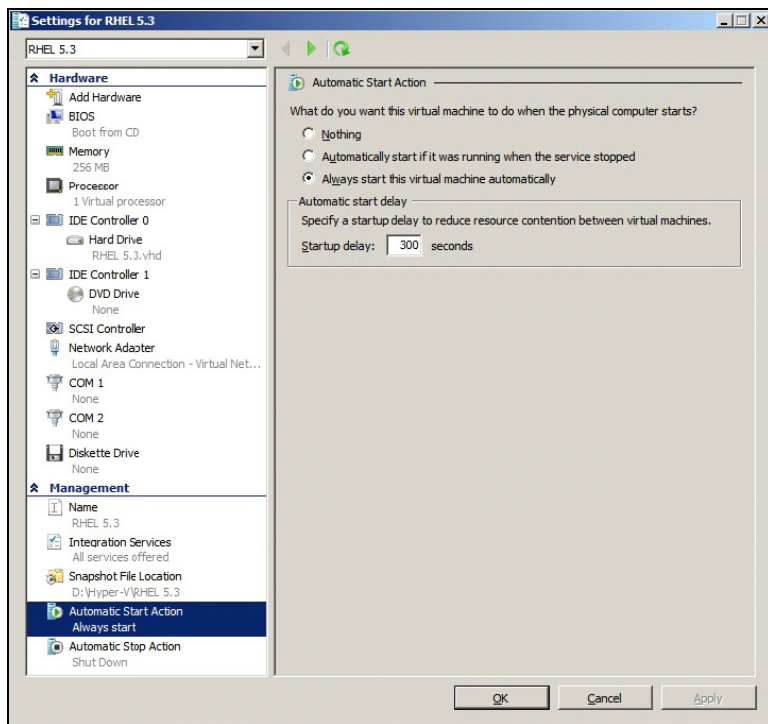 Settings for RHEL 5.3
RHEL 5.3
Hardware
Add Hardware
BIOS
Boot from CD
Memory
256 MB
Processor
1 Virtual processor
IDE Controller 0
Hard Drive
RHEL 5.3.vhd
IDE Controller 1
DVD Drive
None
SCSI Controller
Network Adapter
Local Area Connection - Virtual Net...
COM 1
None
COM 2
None
Diskette Drive
None
Management
Name
RHEL 5.3
Integration Services
All services offered
Snapshot File Location
D:\Hyper-V\RHEL 5.3
Automatic Start Action
Always start
Automatic Stop Action
Shut Down
Automatic Start Action
What do you want this virtual machine to do when the physical computer starts?
Nothing
Automatically start if it was running when the service stopped
Always start this virtual machine automatically
Automatic start delay
Specify a startup delay to reduce resource contention between virtual machines.
Startup delay: 300 seconds
OK Cancel Apply